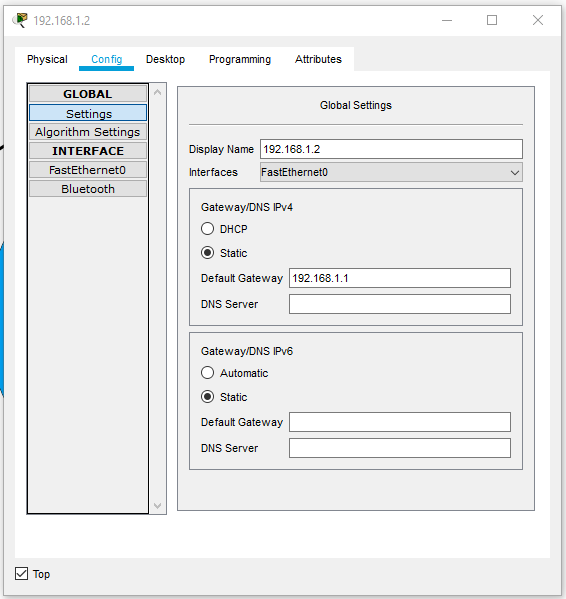 192.168.1.2
Physical Config Desktop Programming Attributes
GLOBAL
Settings
Algorithm Settings
INTERFACE
FastEthernet0
Bluetooth
Global Settings
Display Name 192.168.1.2
Interfaces FastEthernet0
Gateway/DNS IPv4
DHCP
Static
Default Gateway 192.168.1.1
DNS Server
Gateway/DNS IPv6
Automatic
Static
Default Gateway
DNS Server
Top